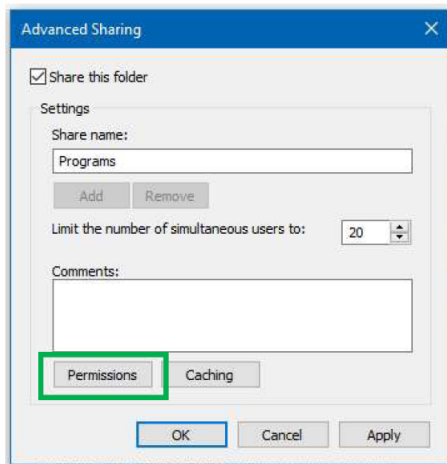 Advanced Sharing
Share this folder
Settings
Share name:
Programs
Add Remove
Limit the number of simultaneous users to: 20
Comments:
Permissions Caching
OK Cancel Apply